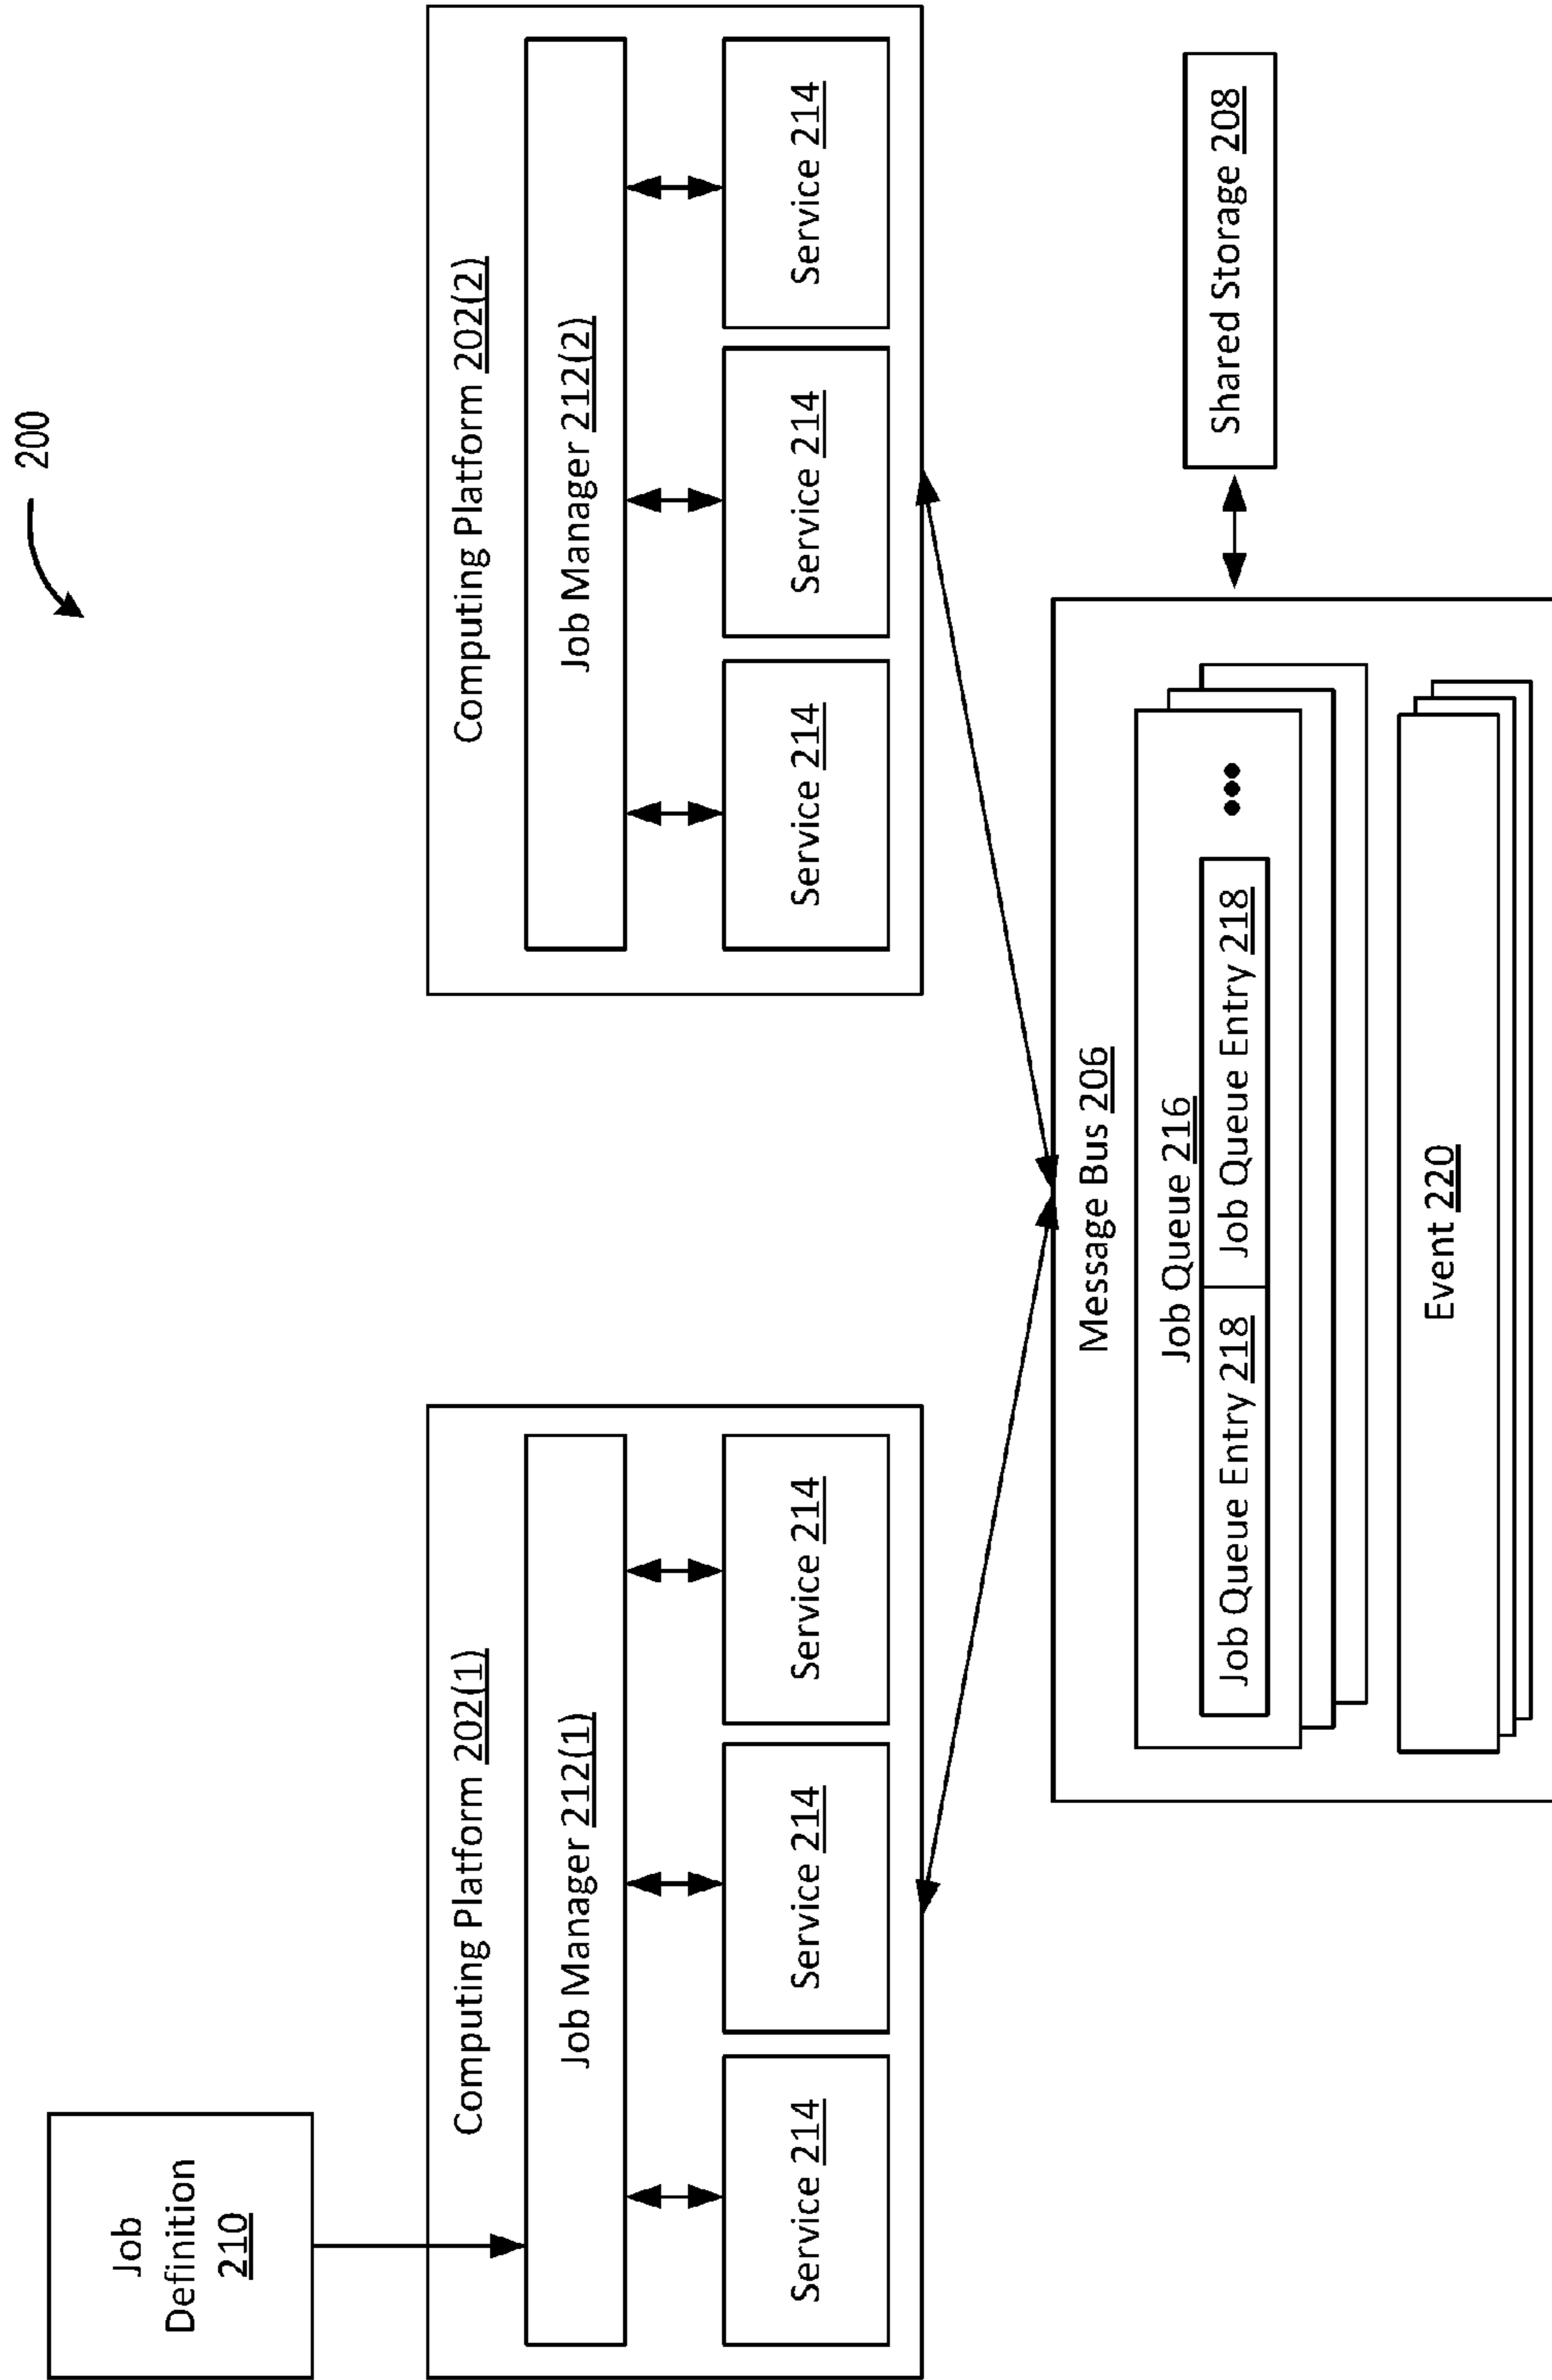 200
Job
Definition
210
Computing Platform 202(1)
Job Manager 212(1)
Service 214
Service 214
Service 214
Computing Platform 202(2)
Job Manager 212(2)
Service 214
Service 214
Service 214
Message Bus 206
Job Queue 216
Job Queue Entry 218
Job Queue Entry 218
Event 220
Shared Storage 208